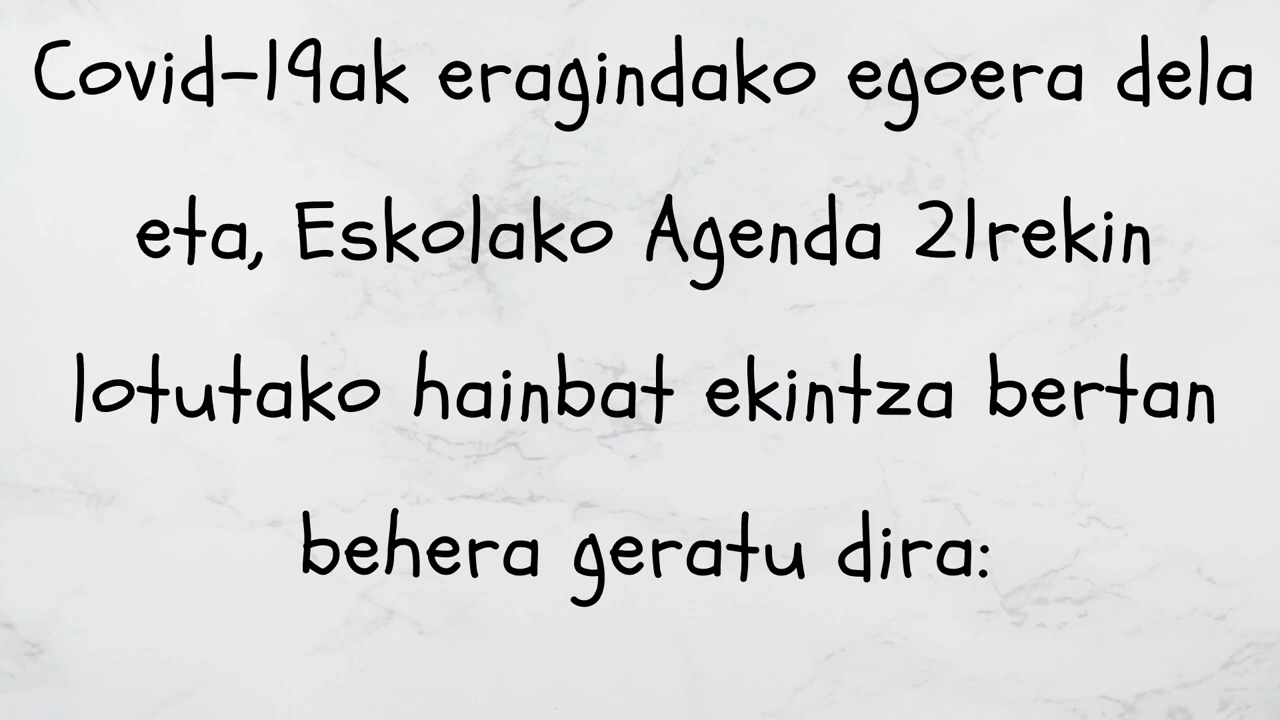 Covid-19ak eragindako egoera dela
eta, Eskolako Agenda 21rekin
lotutako hainbat ekintza bertan
behera geratu dira: